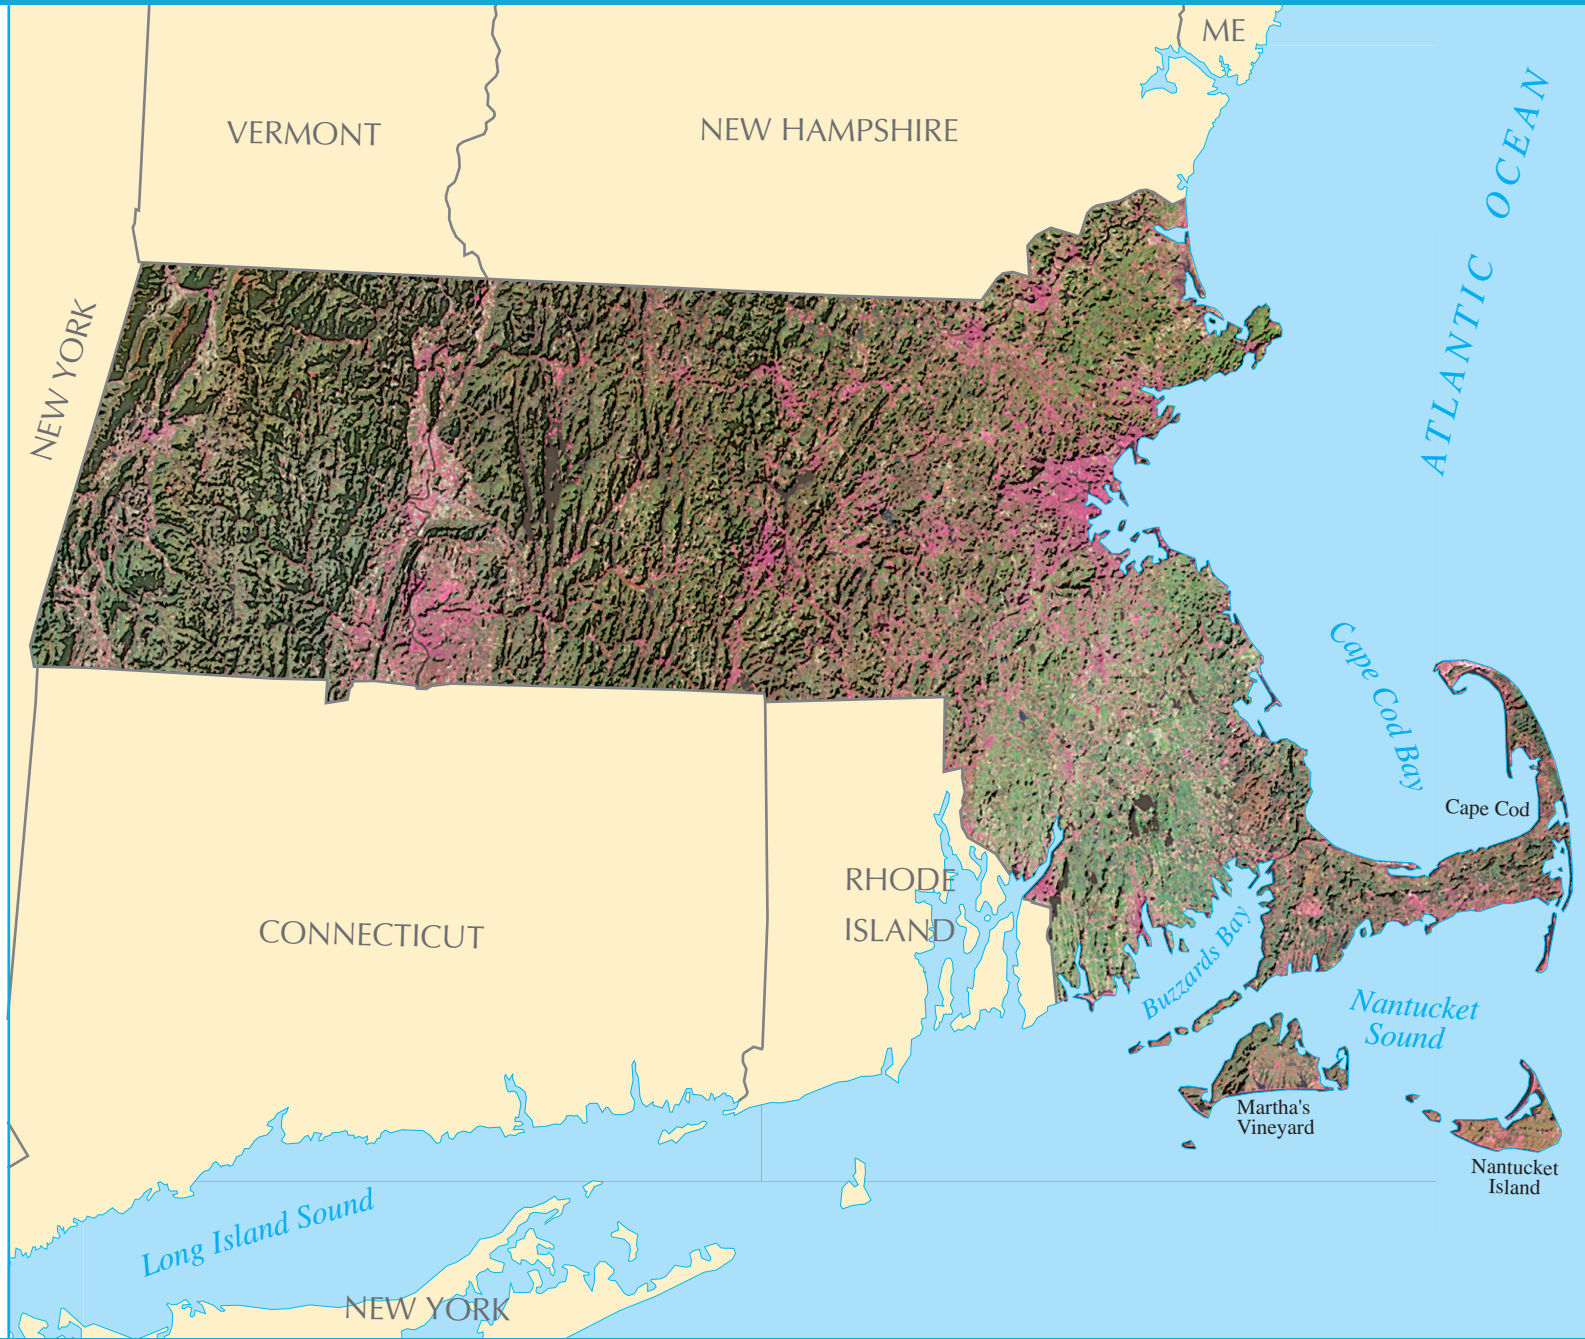 ME
VERMONT
NEW HAMPSHIRE
ATLANTIC OCEAN
NEW YORK
Cape Cod Bay
Cape Cod
RHODE
ISLAND
CONNECTICUT
Buzzards Bay
Nantucket
Sound
Martha's
Vineyard
Nantucket
Island
Long Island Sound
NEW YORK